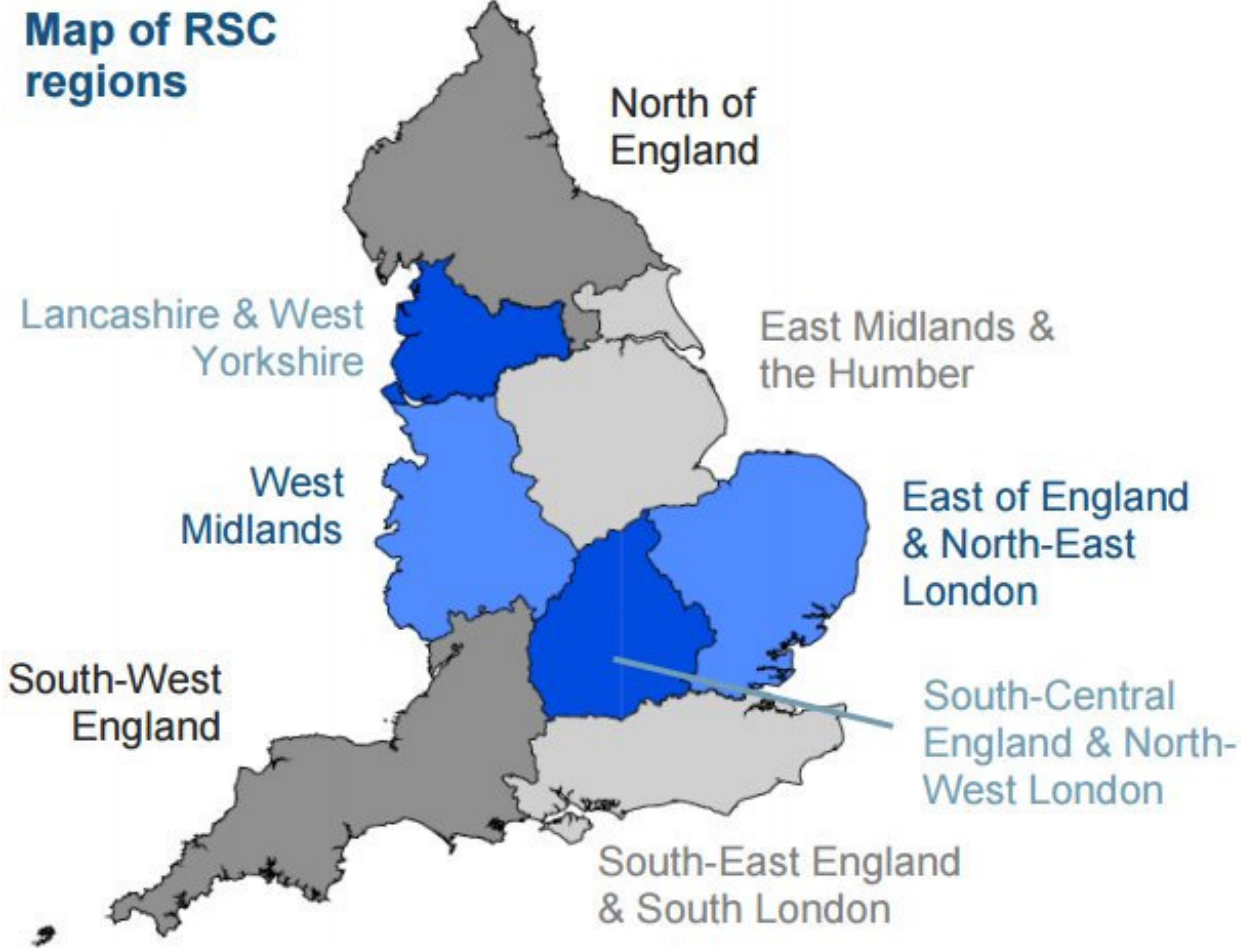 Map of RSC
regions
North of
England
Lancashire & West
Yorkshire
East Midlands &
the Humber
West
Midlands
East of England
& North-East
London
South-West
England
South-Central
England & North-
West London
South-East England
& South London